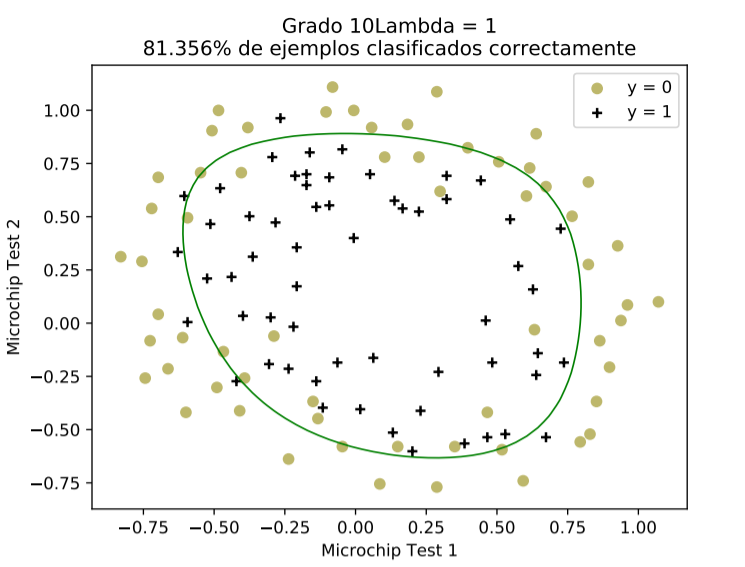 Grado 10Lambda = 1
81.356% de ejemplos clasificados correctamente
y = 0
y = 1
1.00
0.75
0.50
0.25
0.00
−0.25
−0.50
−0.75
Microchip Test 2
−0.75 −0.50 −0.25 0.00 0.25 0.50 0.75 1.00
Microchip Test 1